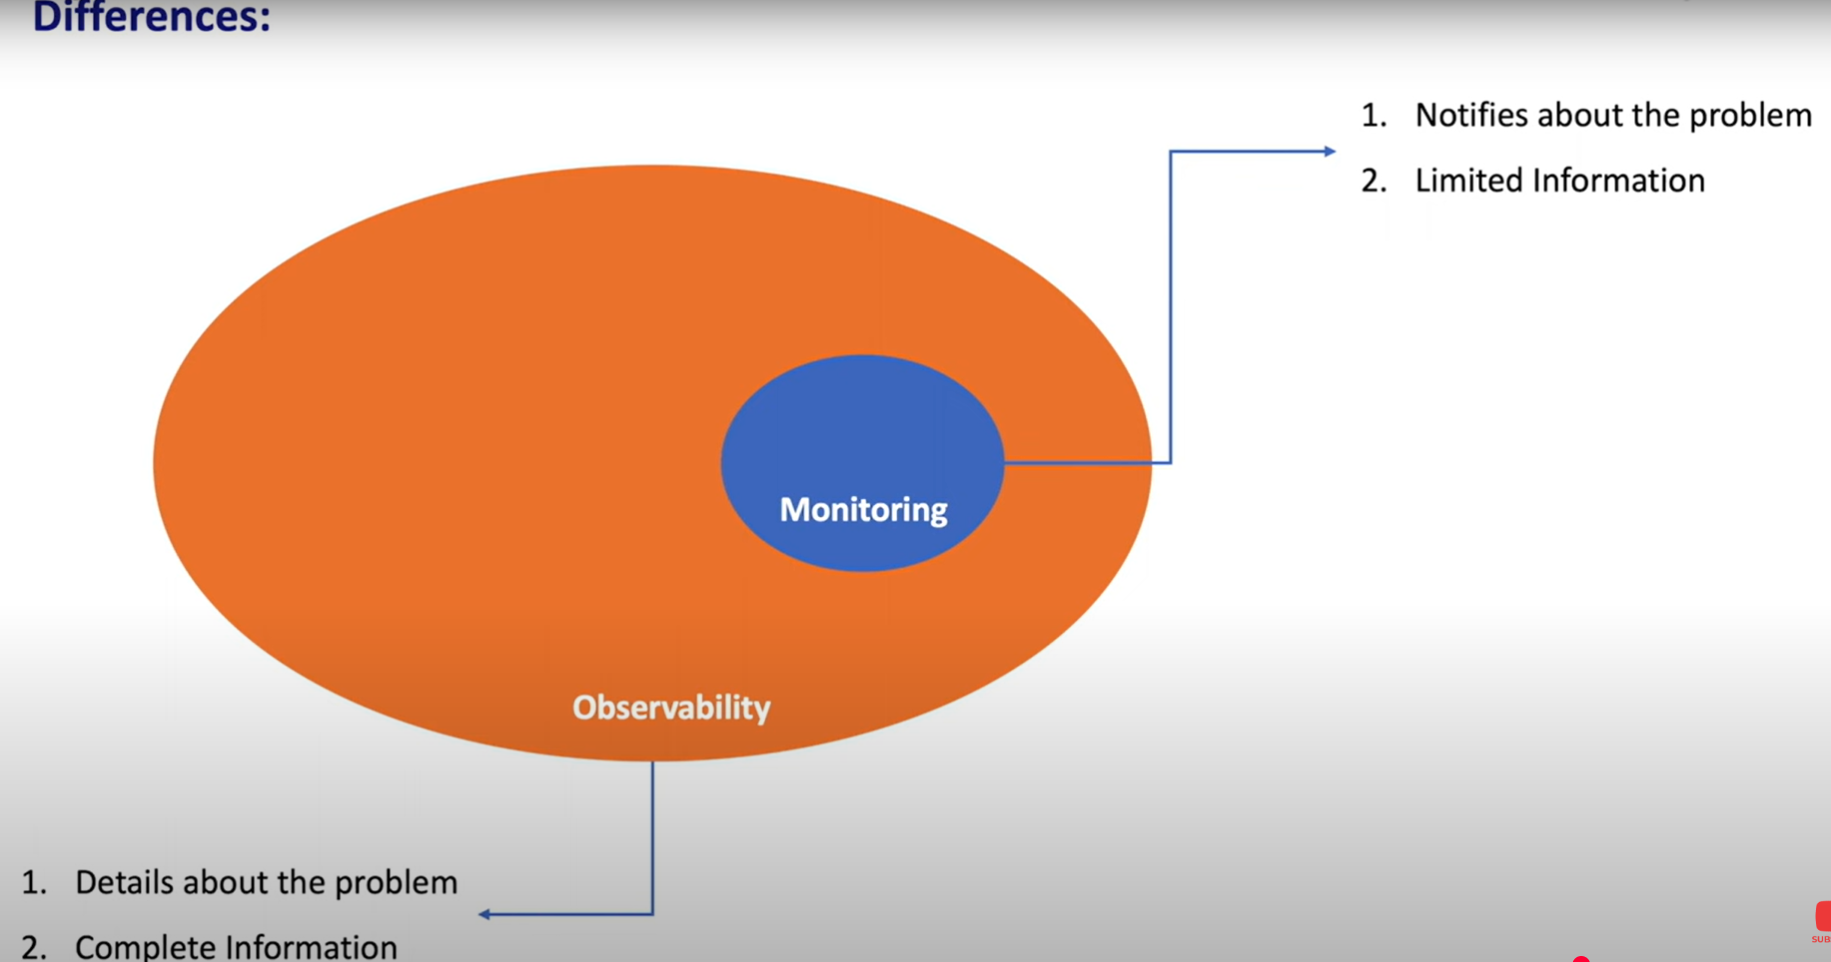 Differences:
1. Notifies about the problem
2. Limited Information
Monitoring
Observability
1. Details about the problem
2. Complete Information
SUB